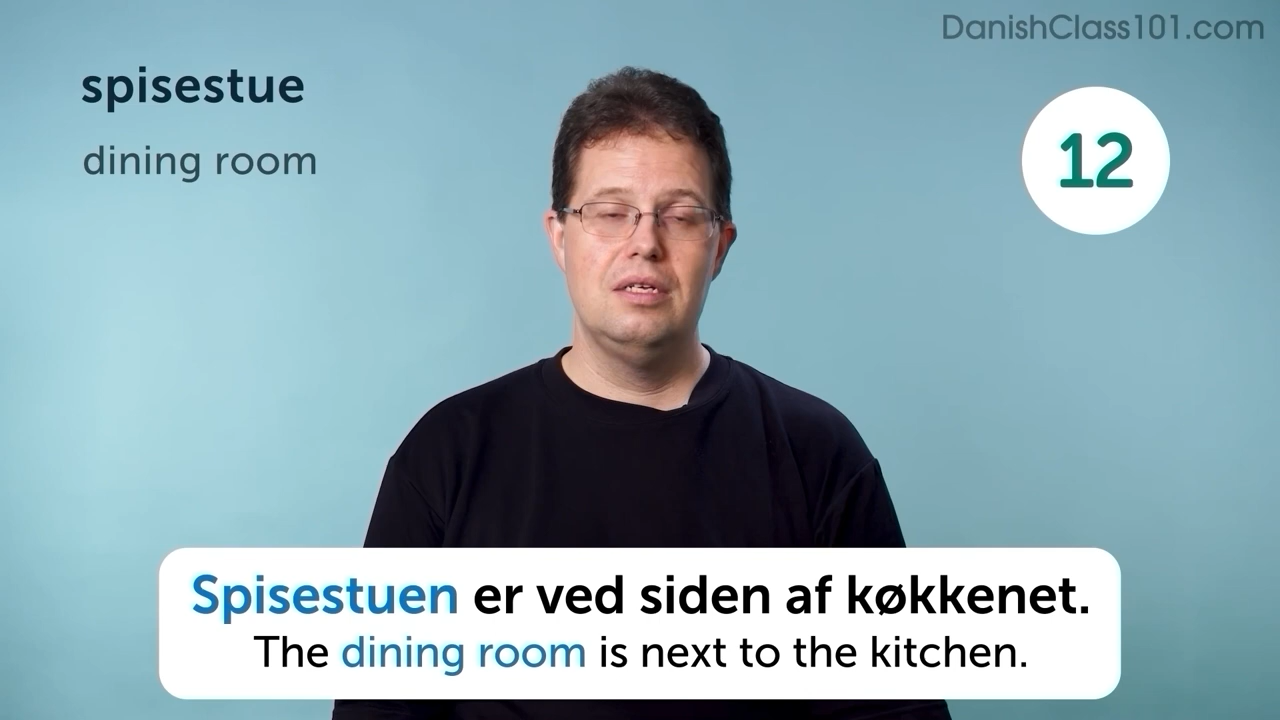 DanishClass101.com
spisestue
dining room
12
Spisestuen er ved siden af køkkenet.
The dining room is next to the kitchen.